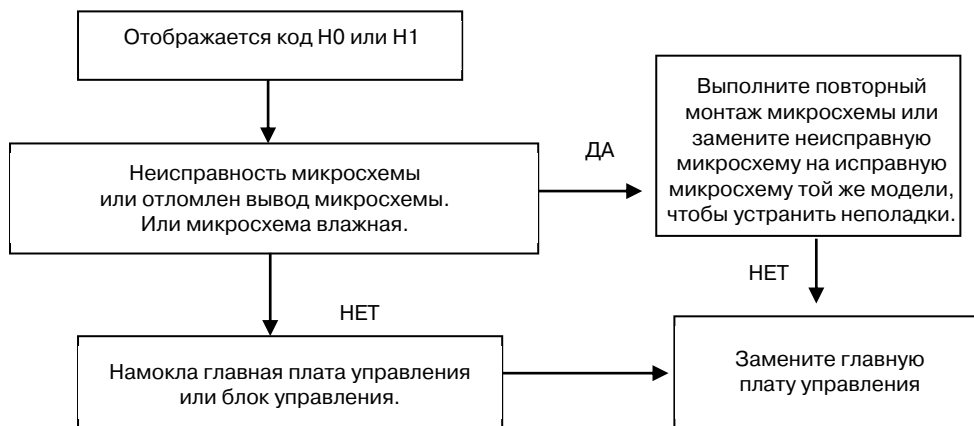 Отображается код H0 или H1
Неисправность микросхемы
или отломлен вывод микросхемы.
Или микросхема влажная.
ДА
Выполните повторный
монтаж микросхемы или
замените неисправную
микросхему на исправную
микросхему той же модели,
чтобы устранить неполадки.
НЕТ
НЕТ
Намокла главная плата управления
или блок управления.
Замените главную
плату управления